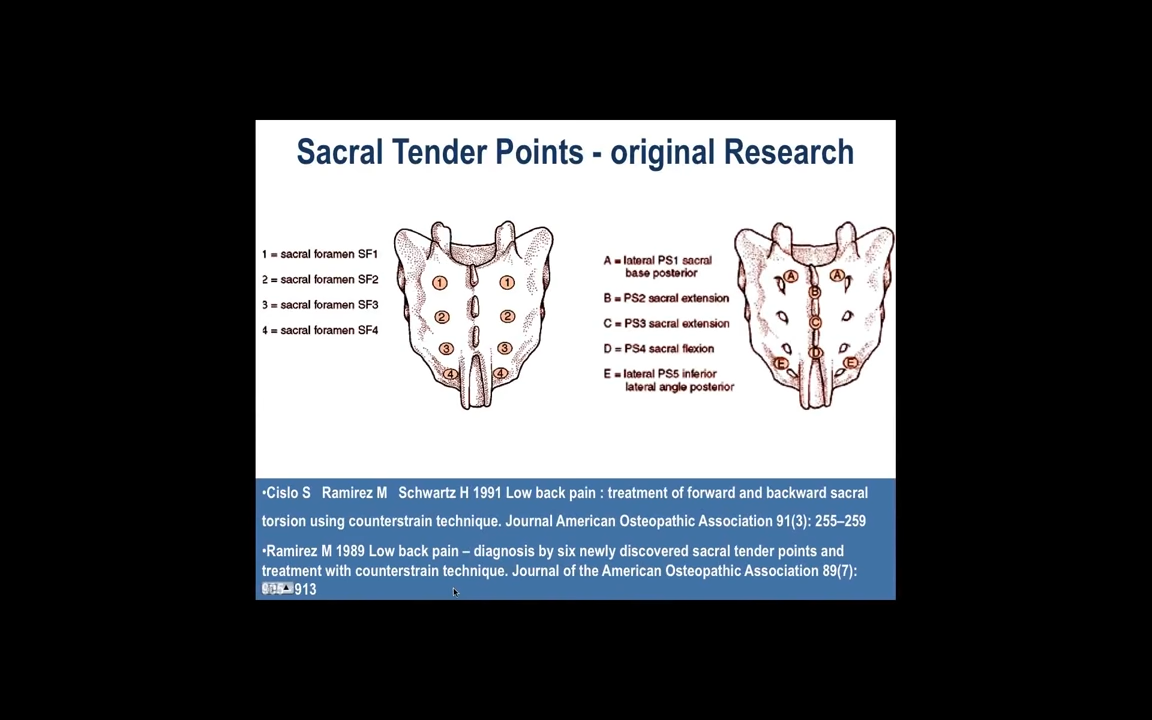 Sacral Tender Points - original Research
1 = sacral foramen SF1
2 = sacral foramen SF2
3 = sacral foramen SF3
4 = sacral foramen SF4
1 1
2 2
3 3
4 4
A = lateral PS1 sacral
base posterior
B = PS2 sacral extension
C = PS3 sacral extension
D = PS4 sacral flexion
E = lateral PS5 inferior
lateral angle posterior
A A
B
C
D
E E
•Cislo S Ramirez M Schwartz H 1991 Low back pain : treatment of forward and backward sacral
torsion using counterstrain technique. Journal American Osteopathic Association 91(3): 255–259
•Ramirez M 1989 Low back pain – diagnosis by six newly discovered sacral tender points and
treatment with counterstrain technique. Journal of the American Osteopathic Association 89(7):
913